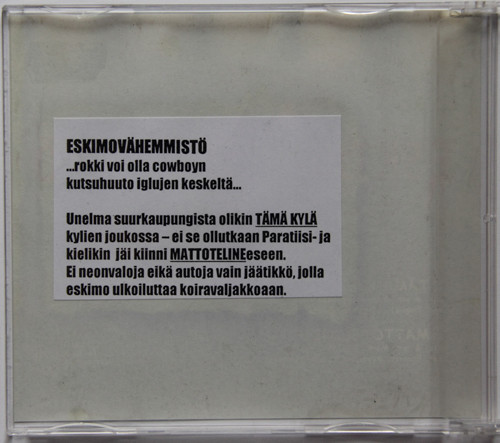 ESKIMOVÄHEMMISTÖ
...rokki voi olla cowboyn
kutsuhuuto iglujen keskeltä...
Unelma suurkaupungista olikin TÄMÄ KYLÄ
kylien joukossa – ei se ollutkaan Paratiisi- ja
kielikin jäi kiinni MATTOTELINEeseen.
Ei neonvaloja eikä autoja vain jäätikkö, jolla
eskimo ulkoiluttaa koiravaljakkoaan.